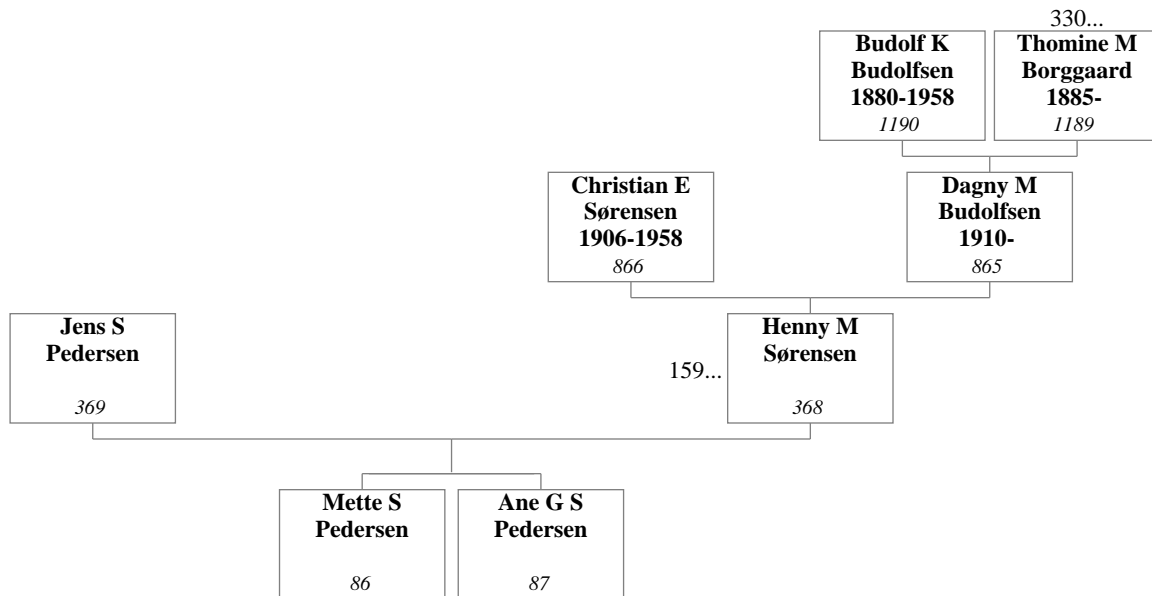 330...
Budolf K
Budolfsen
1880-1958
1190
Thomine M
Borggaard
1885-
1189
Christian E
Sørensen
1906-1958
866
Dagny M
Budolfsen
1910-
865
Jens S
Pedersen
369
159...
Henny M
Sørensen
368
Mette S
Pedersen
86
Ane G S
Pedersen
87